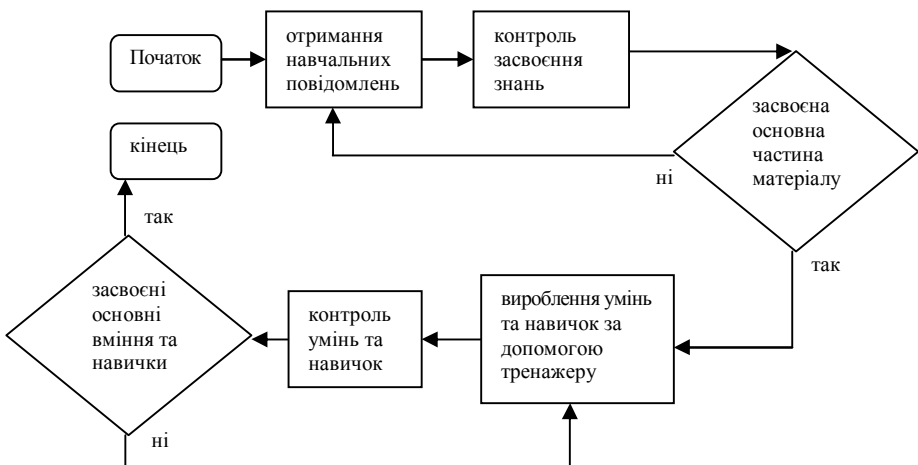 Початок
отримання
навчальних
повідомлень
контроль
засвоєння
знань
засвоєна
основна
частина
матеріалу
ні
так
кінець
так
засвоєні
основні
вміння та
навички
контроль
умінь та
навичок
вироблення умінь
та навичок за
допомогою
тренажеру
ні